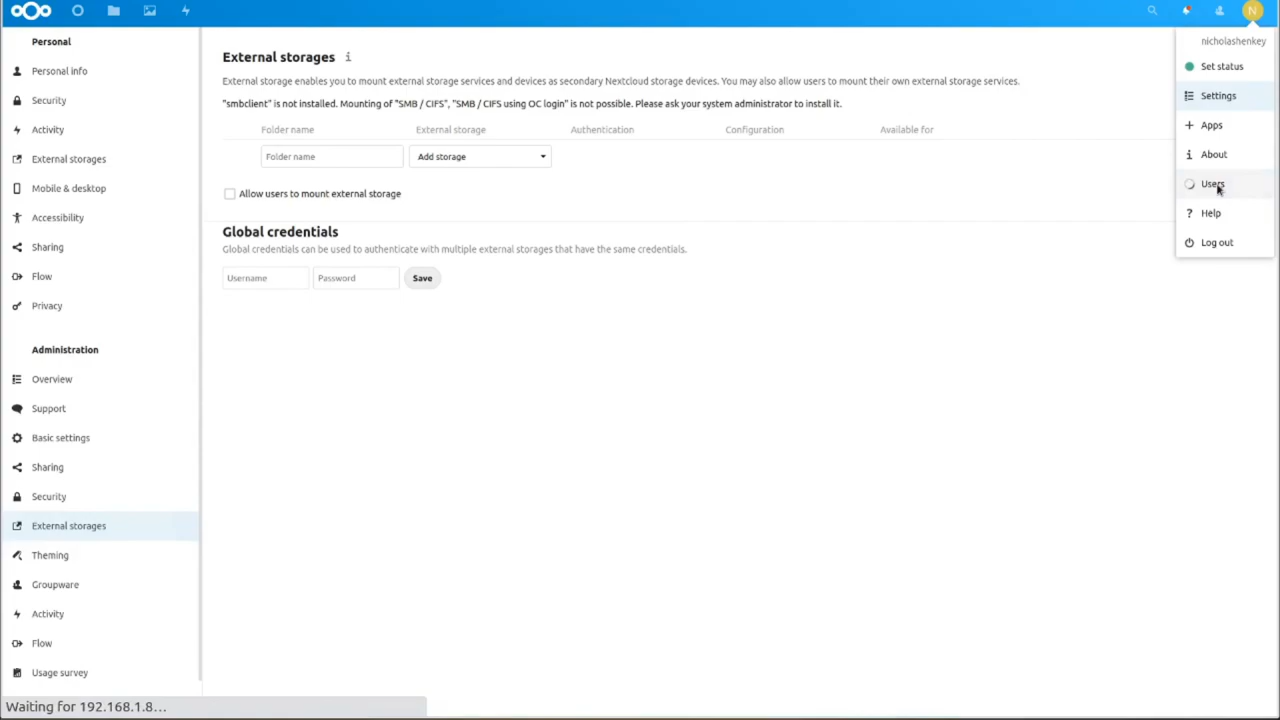 N
Personal
Personal info
Security
Activity
External storages
Mobile & desktop
Accessibility
Sharing
Flow
Privacy
Administration
Overview
Support
Basic settings
Sharing
Security
External storages
Theming
Groupware
Activity
Flow
Usage survey
External storages
External storage enables you to mount external storage services and devices as secondary Nextcloud storage devices. You may also allow users to mount their own external storage services.
"smbclient" is not installed. Mounting of "SMB / CIFS", "SMB / CIFS using OC login" is not possible. Please ask your system administrator to install it.
Folder name External storage Authentication Configuration Available for
Folder name Add storage
Allow users to mount external storage
Global credentials
Global credentials can be used to authenticate with multiple external storages that have the same credentials.
Username Password Save
nicholashenkey
Set status
Settings
Apps
About
Users
Help
Log out
Waiting for 192.168.1.8...